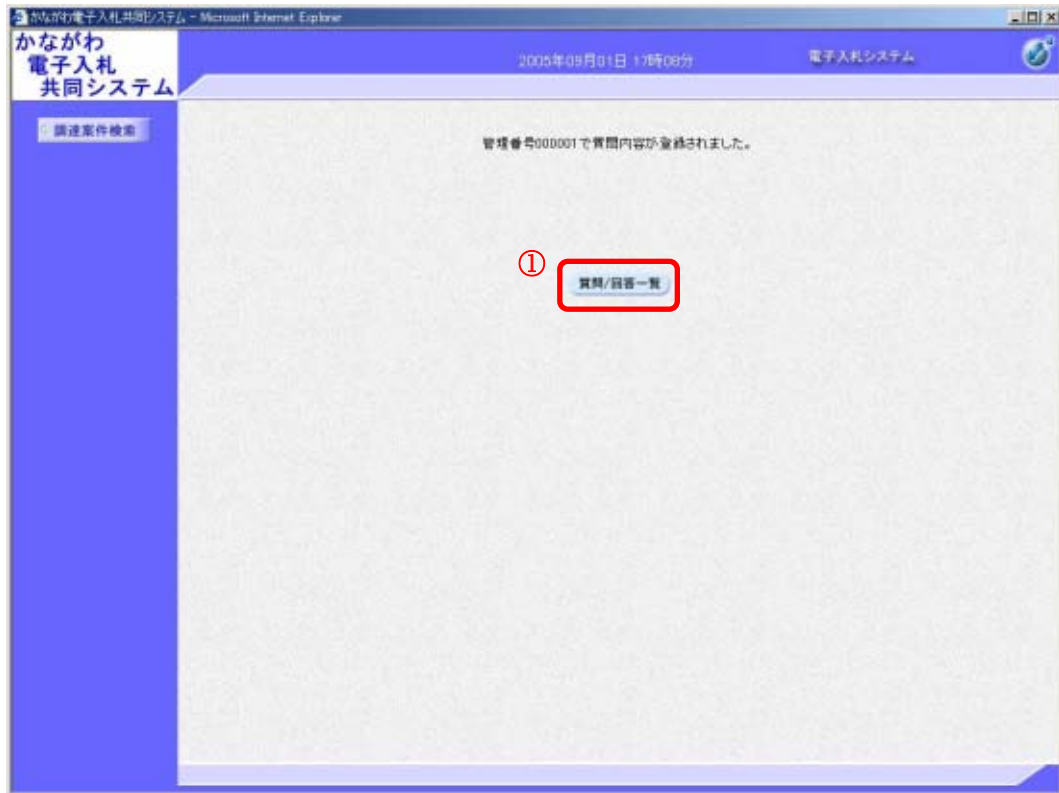 かながわ電子入札共同システム - Microsoft Internet Explorer
かながわ
電子入札
共同システム
2005年09月01日 17時08分
電子入札システム
調達案件検索
管理番号000001で質問内容が登録されました。
①
質問/回答一覧